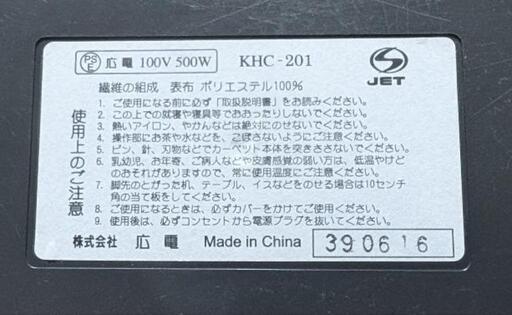 PS E 広電 100V 500W KHC-201
JET
繊維の組成 表布 ポリエステル100%
使用上のご注意
1. ご使用になる前に必ず「取扱説明書」をお読みください。
2. この上での就寝や寝具等でおおったりしないでください。
3. 熱いアイロン、やかんなどは絶対にのせないでください。
4. 操作部にお茶や水などを、こぼさないようにご注意ください。
5. ピン、針、刃物などでカーペット本体を突きささないでください。
6. 乳幼児、お年寄、ご病人などや皮膚感覚の弱い方は、低温やけど
のおそれがありますので、常に使用温度にご注意ください。
7. 脚先のとがった机、テーブル、イスなどをのせる場合は10センチ
角の当て板をしてください。
8. ご使用になるときは、必ずカバーをかけてご使用ください。
9. 使用後は、必ずコンセントから電源プラグを抜いてください。
株式会社 広電 Made in China 390616